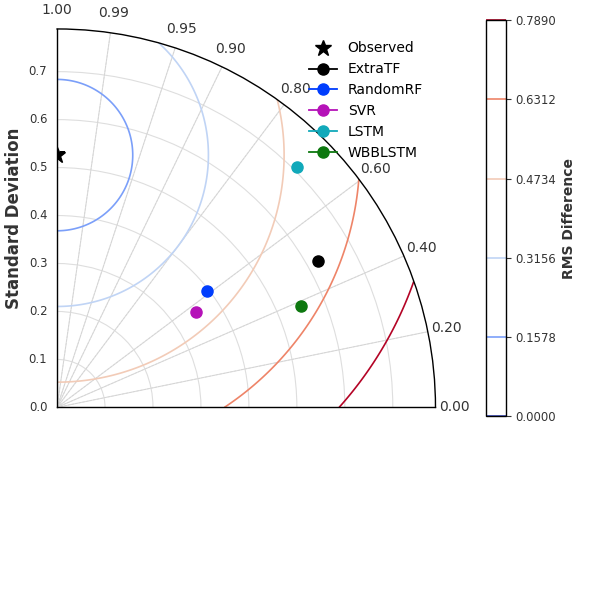 1.00
0.99
0.95
0.90
0.80
0.60
0.40
0.20
0.00
0.7
0.6
0.5
0.4
0.3
0.2
0.1
0.0
Standard Deviation
Observed
ExtraTF
RandomRF
SVR
LSTM
WBBLSTM
0.7890
0.6312
0.4734
0.3156
0.1578
0.0000
RMS Difference